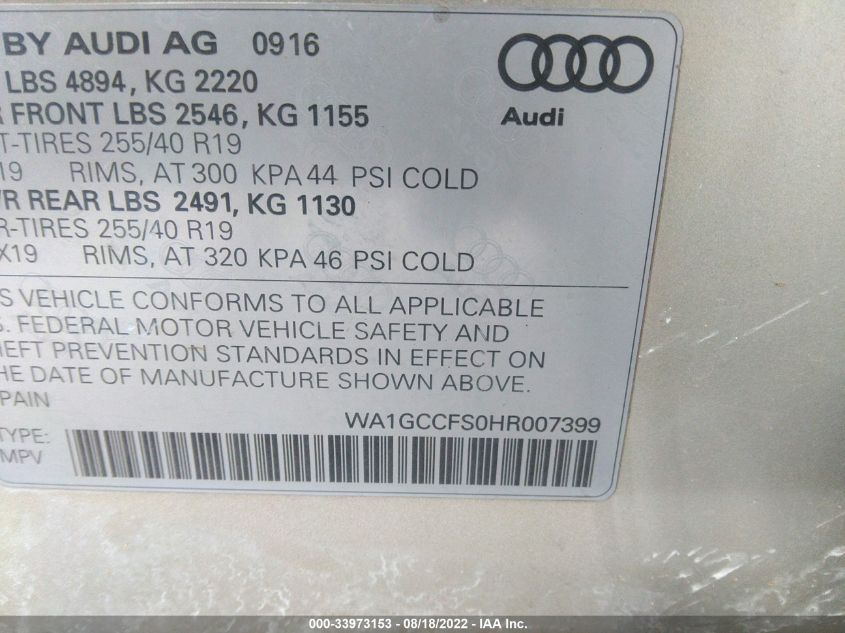 BY AUDI AG 0916
LBS 4894, KG 2220
R FRONT LBS 2546, KG 1155
T-TIRES 255/40 R19
19 RIMS, AT 300 KPA 44 PSI COLD
VR REAR LBS 2491, KG 1130
R-TIRES 255/40 R19
X19 RIMS, AT 320 KPA 46 PSI COLD
Audi
S VEHICLE CONFORMS TO ALL APPLICABLE
S. FEDERAL MOTOR VEHICLE SAFETY AND
HEFT PREVENTION STANDARDS IN EFFECT ON
HE DATE OF MANUFACTURE SHOWN ABOVE.
PAIN
WA1GCCFS0HR007399
TYPE:
MPV
000-33973153 - 08/18/2022 - IAA Inc.